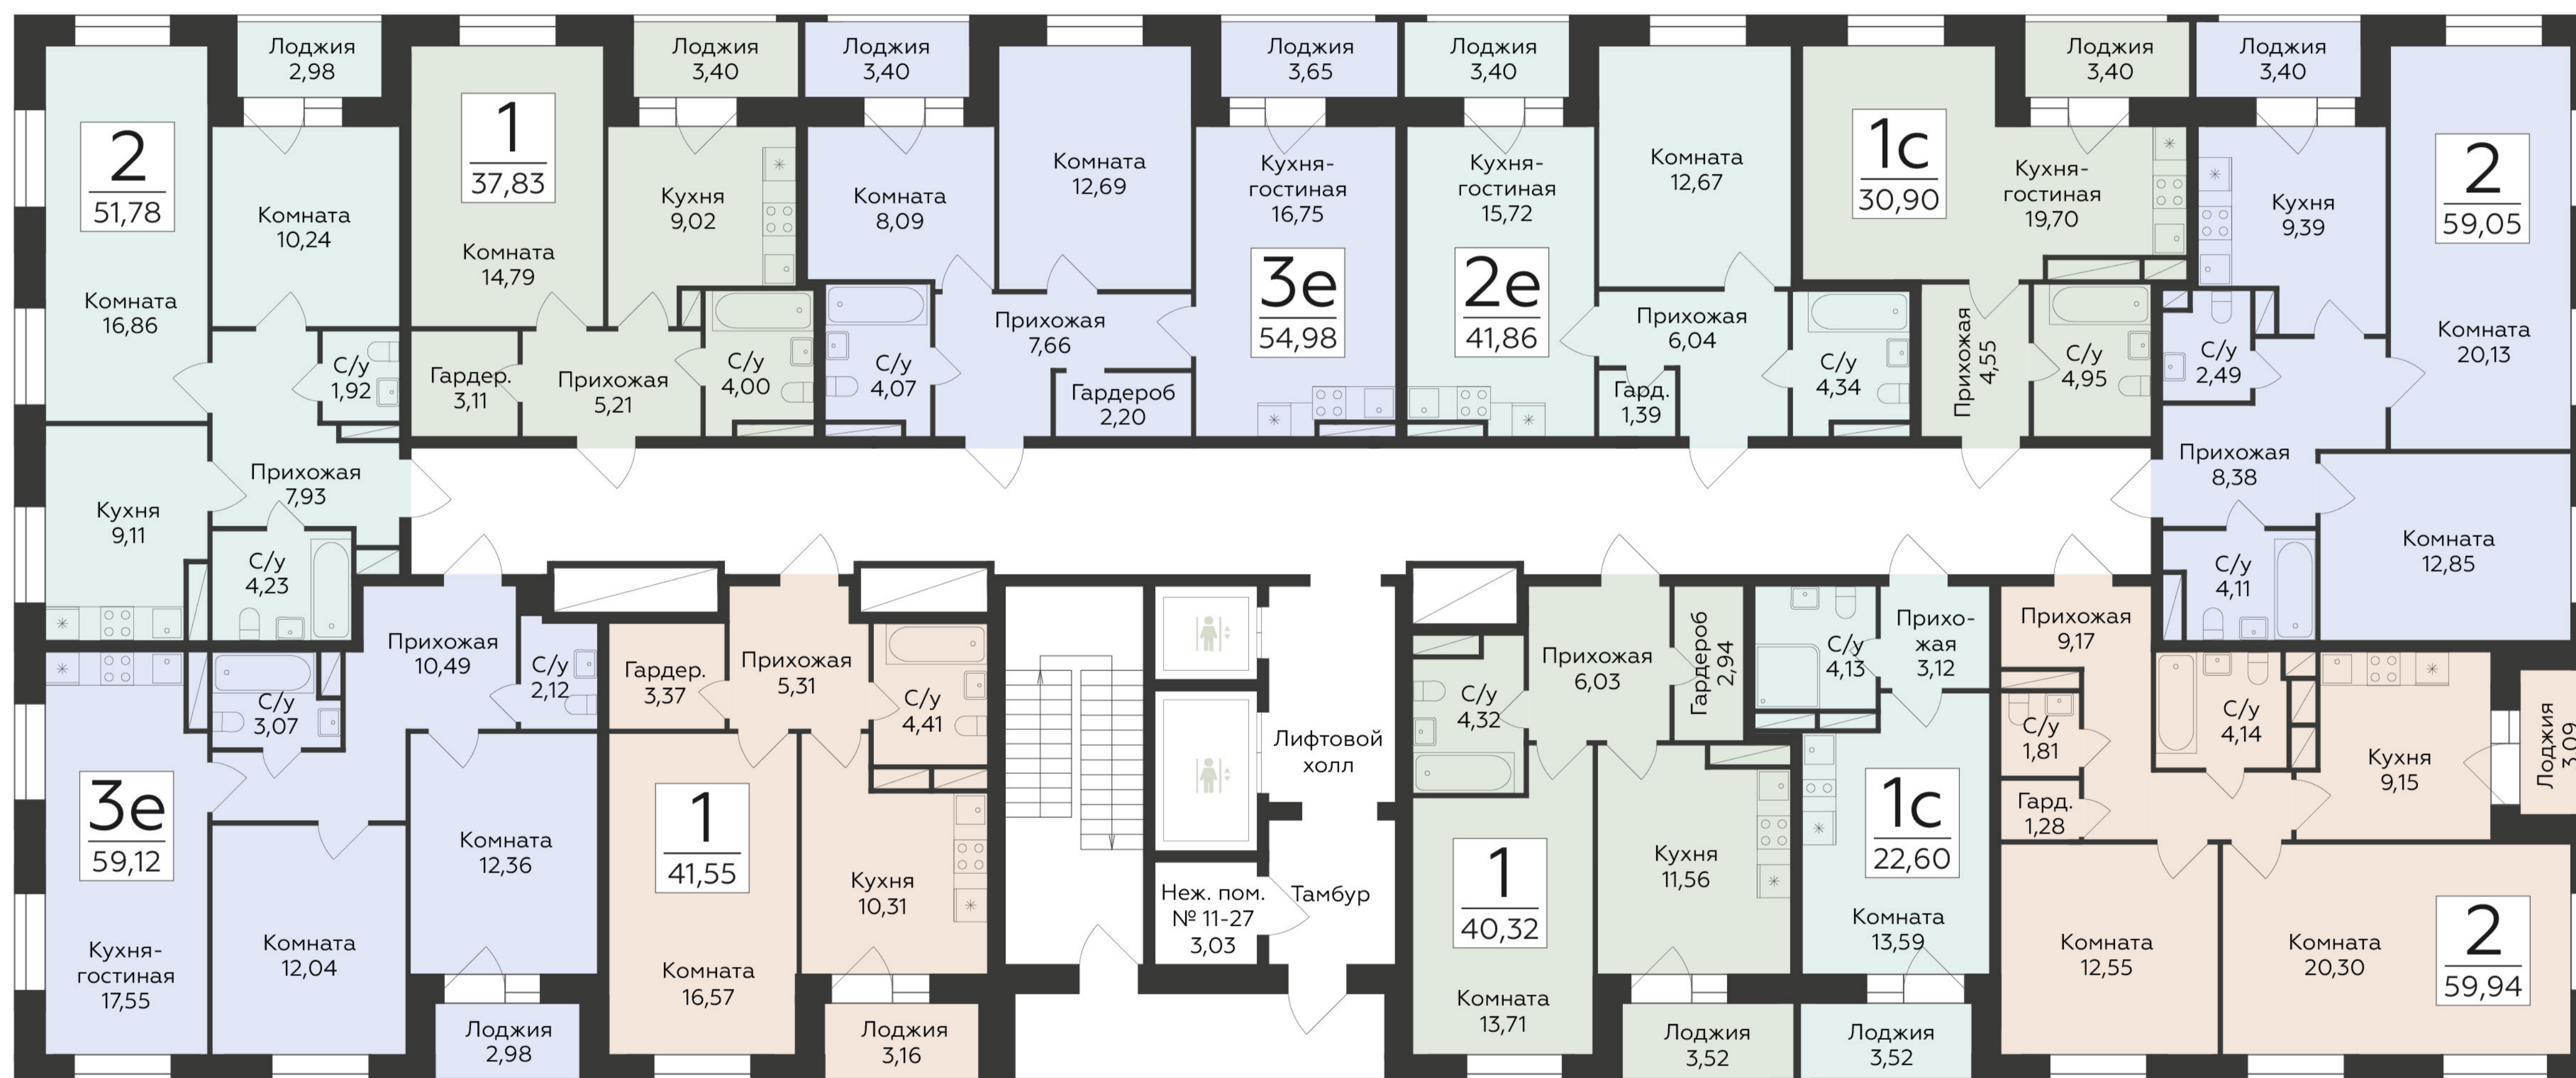 Лоджия
2,98
2
51,78
Комната
16,86
Комната
10,24
С/у
1,92
Прихожая
7,93
Кухня
9,11
С/у
4,23
Лоджия
3,40
1
37,83
Комната
14,79
Кухня
9,02
Гардер.
3,11
Прихожая
5,21
С/у
4,00
Лоджия
3,40
Комната
8,09
Комната
12,69
Лоджия
3,65
Кухня-
гостиная
16,75
3е
54,98
Прихожая
7,66
С/у
4,07
Гардероб
2,20
Лоджия
3,40
Кухня-
гостиная
15,72
2е
41,86
Комната
12,67
Прихожая
6,04
Гард.
1,39
С/у
4,34
1с
30,90
Лоджия
3,40
Кухня-
гостиная
19,70
Прихожая
4,55
С/у
4,95
Лоджия
3,40
Кухня
9,39
2
59,05
Комната
20,13
С/у
2,49
Прихожая
8,38
С/у
4,11
Комната
12,85
Прихожая
10,49
С/у
2,12
С/у
3,07
3е
59,12
Кухня-
гостиная
17,55
Комната
12,04
Комната
12,36
Лоджия
2,98
Гардер.
3,37
Прихожая
5,31
С/у
4,41
1
41,55
Комната
16,57
Кухня
10,31
Лоджия
3,16
Лифтовой
холл
Неж. пом.
№ 11-27
3,03
Тамбур
Прихожая
6,03
Гардероб
2,94
С/у
4,32
1
40,32
Комната
13,71
Кухня
11,56
Лоджия
3,52
С/у
4,13
Прихо-
жая
3,12
1с
22,60
Комната
13,59
Лоджия
3,52
Прихожая
9,17
С/у
1,81
Гард.
1,28
С/у
4,14
Кухня
9,15
Лоджия
3,09
Комната
12,55
Комната
20,30
2
59,94